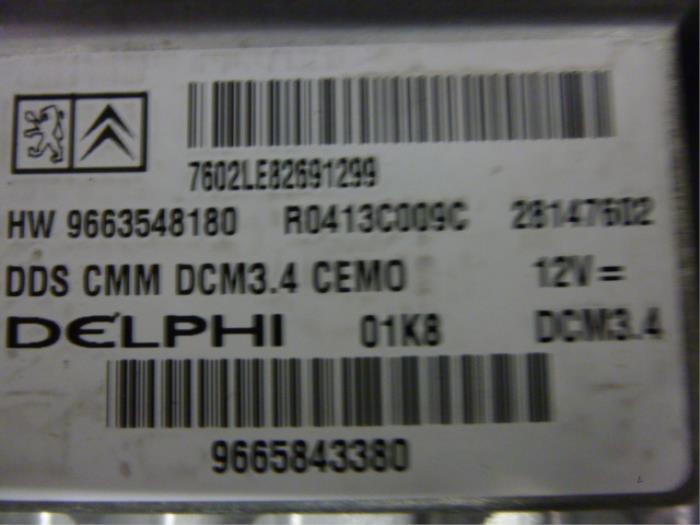 7602LE82691299
HW 9663548180 R0413C009C 28147602
DDS CMM DCM3.4 CEMO 12V=
DELPHI 01K8 DCM3.4
9665843380